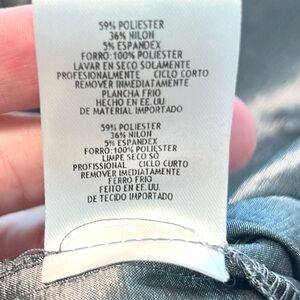 59% POLIESTER
36% NILON
5% ESPANDEX
FORRO: 100% POLIESTER
LAVAR EN SECO SOLAMENTE
PROFESIONALMENTE CICLO CORTO
REMOVER INMEDIATAMENTE
PLANCHA FRIO
HECHO EN EE. UU.
DE MATERIAL IMPORTADO
59% POLIESTER
36% NILON
5% ESPANDEX
FORRO: 100% POLIESTER
LIMPE SECO SÓ
PROFISSIONAL CICLO CURTO
REMOVER IMEDIATAMENTE
FERRO FRIO
FEITO EN EE. UU.
DE TECIDO IMPORTADO